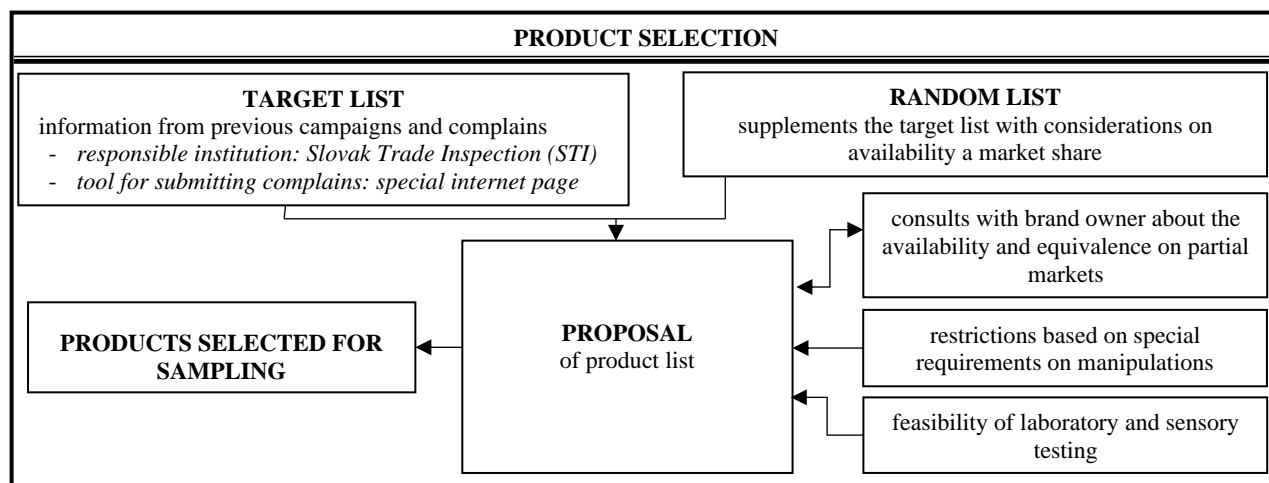 PRODUCT SELECTION
TARGET LIST
information from previous campaigns and complains
- responsible institution: Slovak Trade Inspection (STI)
- tool for submitting complains: special internet page
RANDOM LIST
supplements the target list with considerations on
availability a market share
consults with brand owner about the
availability and equivalence on partial
markets
PROPOSAL
of product list
PRODUCTS SELECTED FOR
SAMPLING
restrictions based on special
requirements on manipulations
feasibility of laboratory and sensory
testing